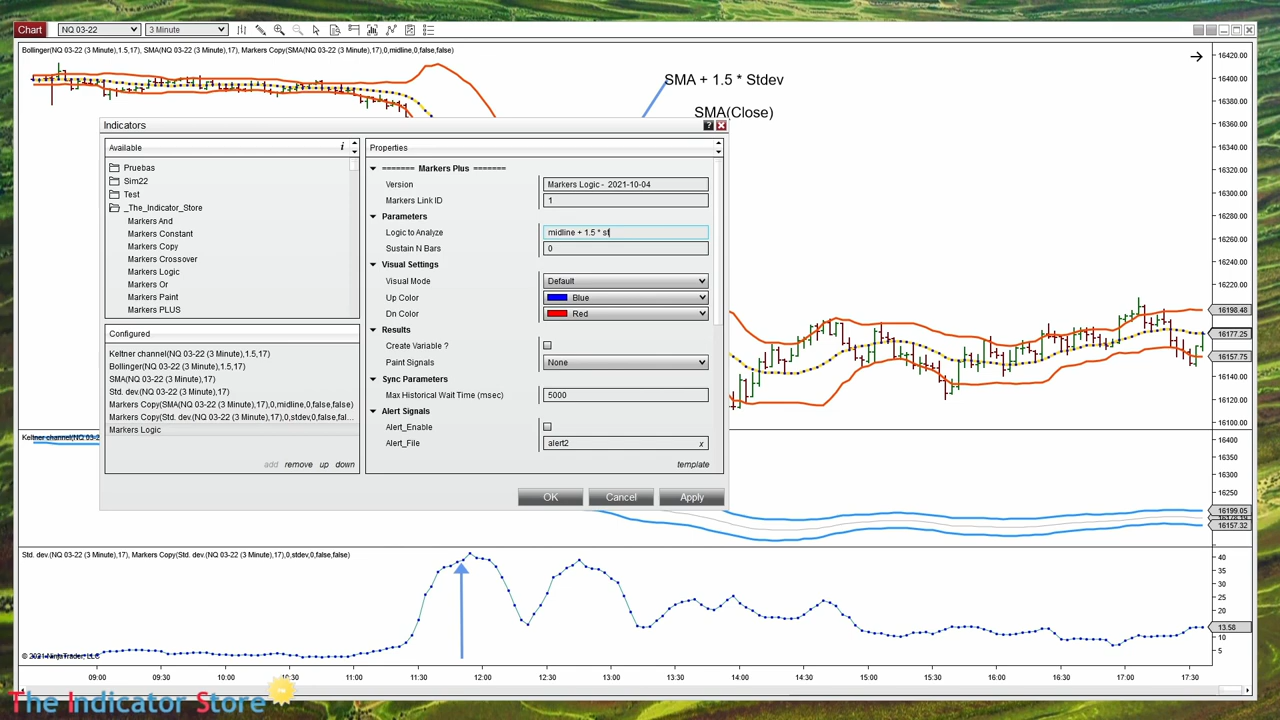 Chart
NQ 03-22
3 Minute
Bollinger(NQ 03-22 (3 Minute),1.5,17), SMA(NQ 03-22 (3 Minute),17), Markers Copy(SMA(NQ 03-22 (3 Minute),17),0,midline,0,false,false)
SMA + 1.5 * Stdev
SMA(Close)
16420.00
16400.00
16380.00
16360.00
16340.00
16320.00
16300.00
16280.00
16260.00
16240.00
16220.00
16198.48
16177.25
16157.75
16140.00
16120.00
16100.00
Indicators
Available
i
Pruebas
Sim22
Test
_The_Indicator_Store
Markers And
Markers Constant
Markers Copy
Markers Crossover
Markers Logic
Markers Or
Markers Paint
Markers PLUS
Configured
Keltner channel(NQ 03-22 (3 Minute),1.5,17)
Bollinger(NQ 03-22 (3 Minute),1.5,17)
SMA(NQ 03-22 (3 Minute),17)
Std. dev.(NQ 03-22 (3 Minute),17)
Markers Copy(SMA(NQ 03-22 (3 Minute),17),0,midline,0,false,false)
Markers Copy(Std. dev.(NQ 03-22 (3 Minute),17),0,stdev,0,false,fal...
Markers Logic
add remove up down
Properties
======= Markers Plus =======
Version Markers Logic - 2021-10-04
Markers Link ID 1
Parameters
Logic to Analyze midline + 1.5 * st
Sustain N Bars 0
Visual Settings
Visual Mode Default
Up Color Blue
Dn Color Red
Results
Create Variable ?
Paint Signals None
Sync Parameters
Max Historical Wait Time (msec) 5000
Alert Signals
Alert_Enable
Alert_File alert2 x
template
OK Cancel Apply
Keltner channel(NQ 03-2
16400
16350
16300
16250
16199.05
16157.32
Std. dev.(NQ 03-22 (3 Minute),17), Markers Copy(Std. dev.(NQ 03-22 (3 Minute),17),0,stdev,0,false,false)
40
35
30
25
20
13.58
10
5
© 2021 NinjaTrader, LLC
09:00 09:30 10:00 10:30 11:00 11:30 12:00 12:30 13:00 13:30 14:00 14:30 15:00 15:30 16:00 16:30 17:00 17:30
The Indicator Store